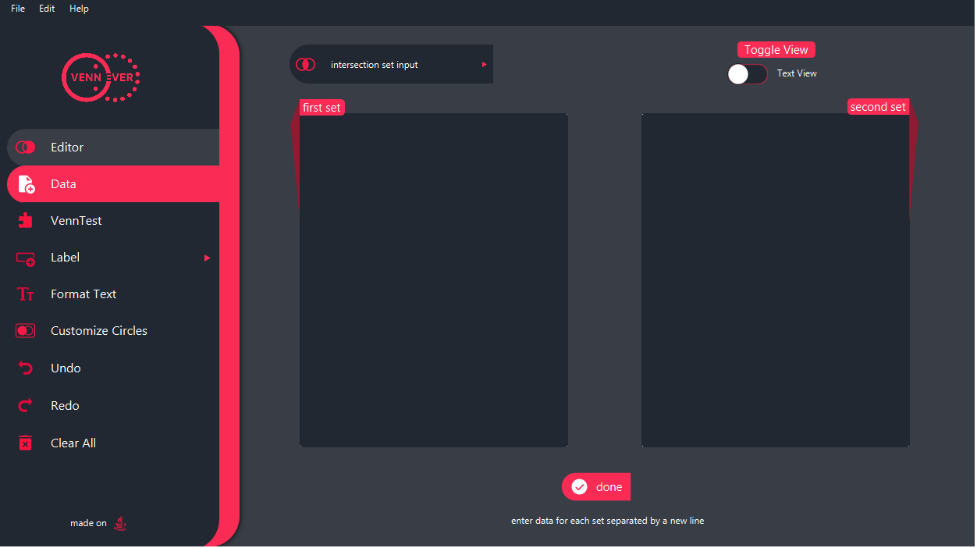 File Edit Help
VENN EVER
Editor
Data
VennTest
Label
Format Text
Customize Circles
Undo
Redo
Clear All
made on
intersection set input
Toggle View
Text View
first set
second set
done
enter data for each set separated by a new line